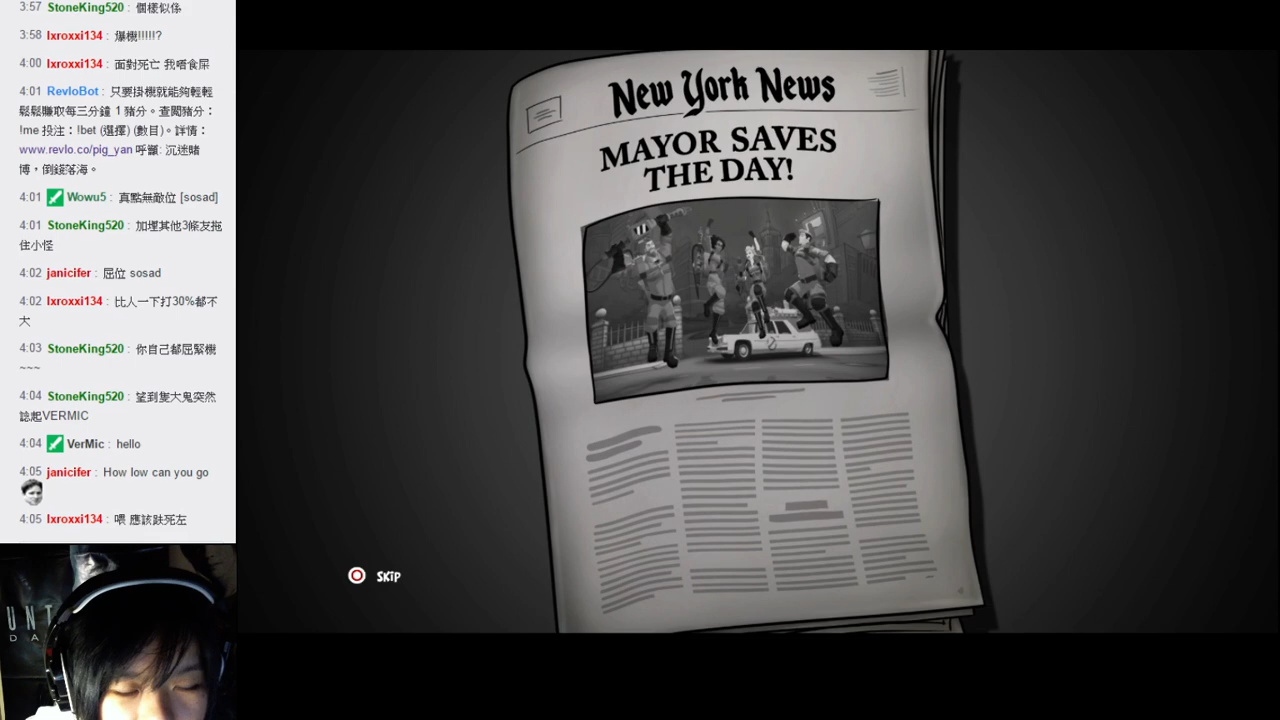 3:57 StoneKing520 : 個樣似係
3:58 lxroxxi134 : 爆機!!!!!?
4:00 lxroxxi134 : 面對死亡 我唔食屎
4:01 RevloBot : 只要掛機就能夠輕輕
鬆鬆賺取每三分鐘 1 豬分。查閱豬分：
!me 投注：!bet (選擇) (數目)。詳情：
www.revlo.co/pig_yan 呼籲: 沉迷賭
博，倒錢落海。
4:01 Wowu5 : 真點無敵位 [sosad]
4:01 StoneKing520 : 加埋其他3條友拖
住小怪
4:02 janicifer : 屈位 sosad
4:02 lxroxxi134 : 比人一下打30%都不
大
4:03 StoneKing520 : 你自己都屈緊機
~~~
4:04 StoneKing520 : 望到隻大鬼突然
諗起VERMIC
4:04 VerMic : hello
4:05 janicifer : How low can you go
4:05 lxroxxi134 : 喂 應該趺死左
UNT
DA
New York News
MAYOR SAVES
THE DAY!
SKIP